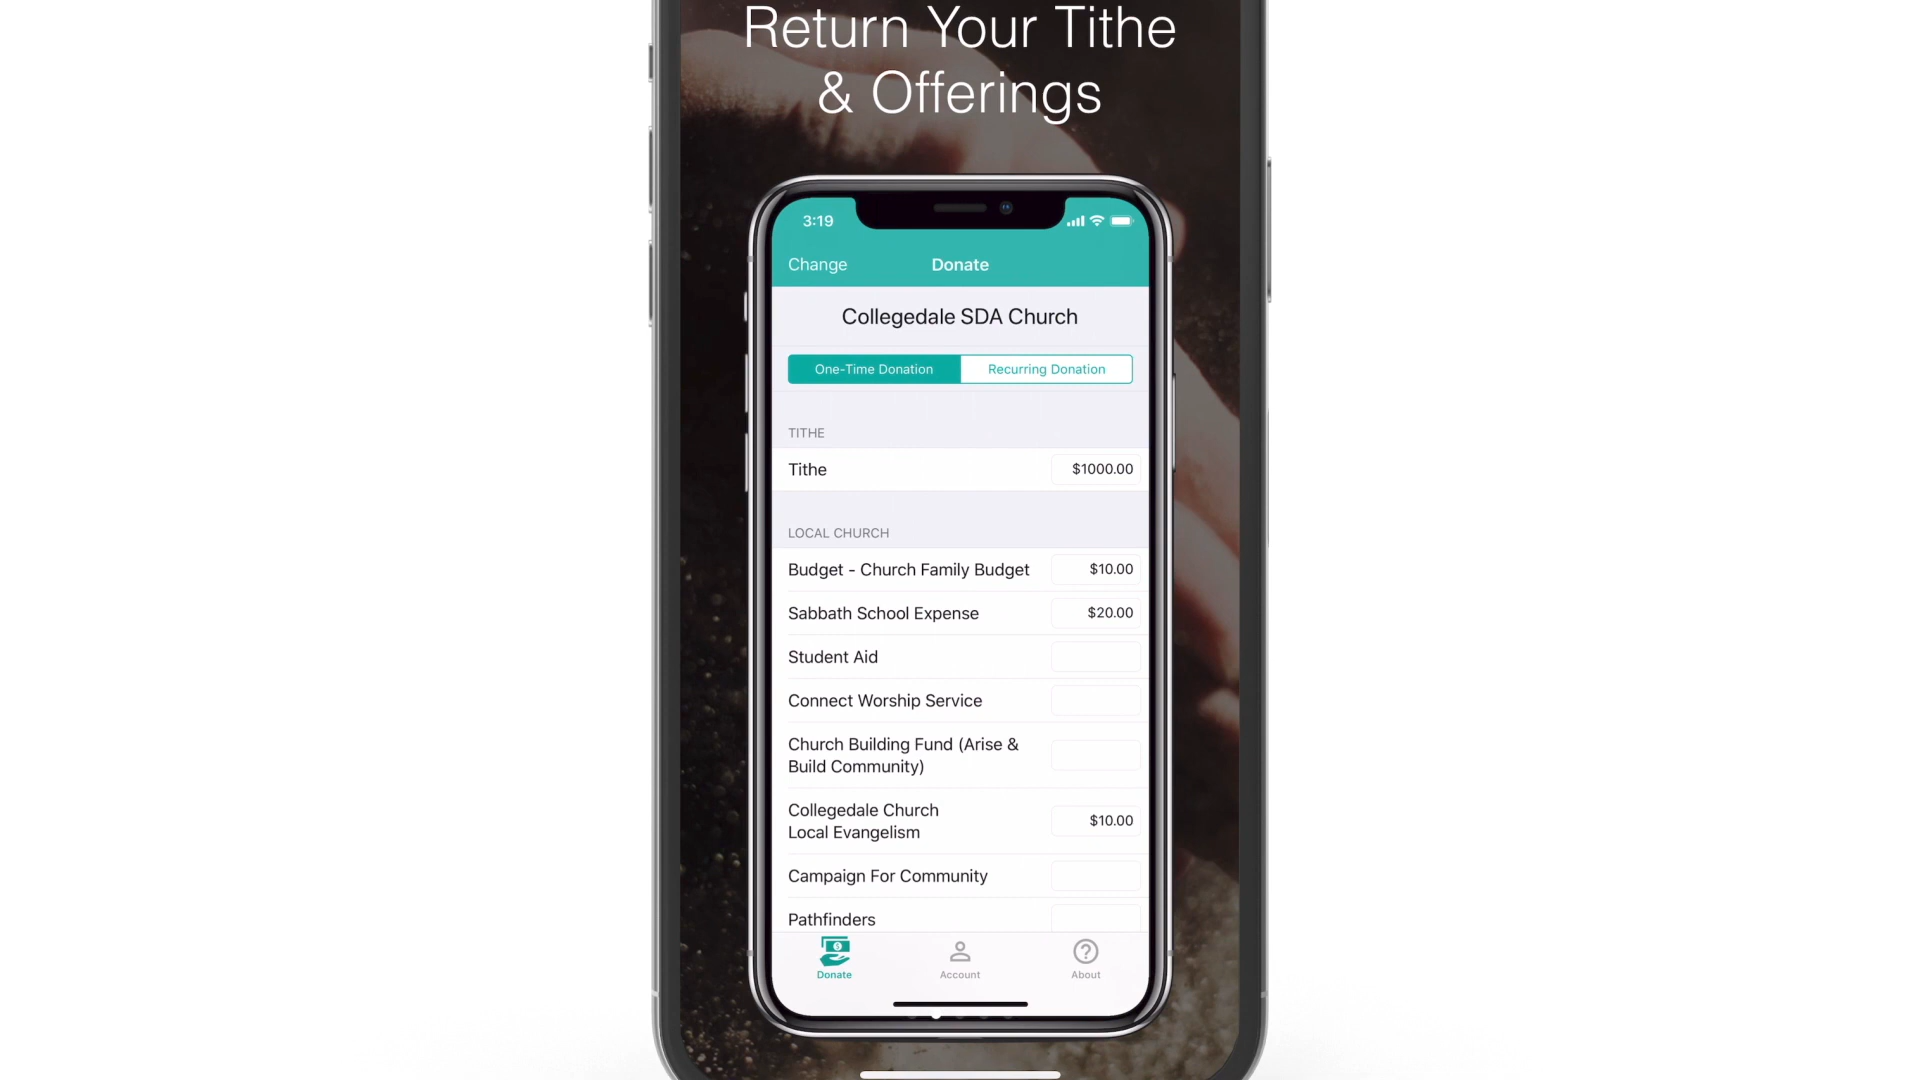 Return Your Tithe
& Offerings
3:19
Change
Donate
Collegedale SDA Church
One-Time Donation
Recurring Donation
TITHE
Tithe
$1000.00
LOCAL CHURCH
Budget - Church Family Budget
$10.00
Sabbath School Expense
$20.00
Student Aid
Connect Worship Service
Church Building Fund (Arise &
Build Community)
Collegedale Church
Local Evangelism
$10.00
Campaign For Community
Pathfinders
Donate
Account
About